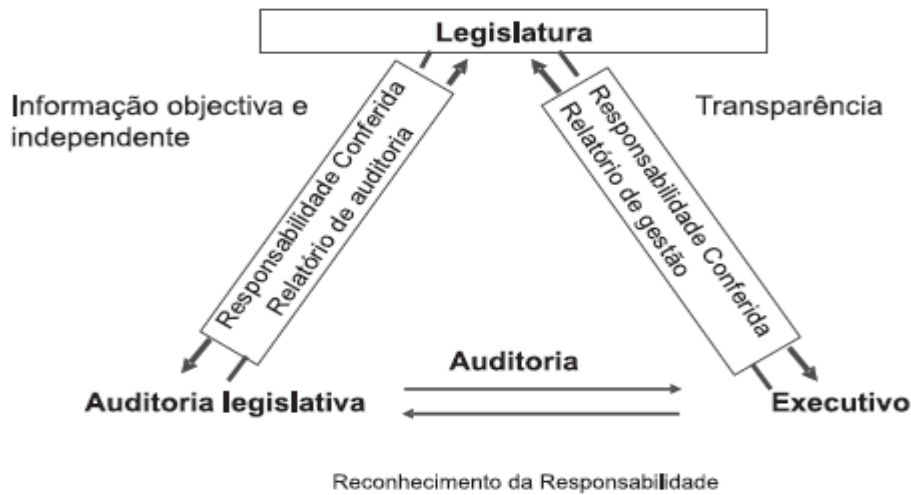 Legislatura
Informação objectiva e
independente
Responsabilidade Conferida
Relatório de auditoria
Responsabilidade Conferida
Relatório de gestão
Transparência
Auditoria
Auditoria legislativa
Executivo
Reconhecimento da Responsabilidade